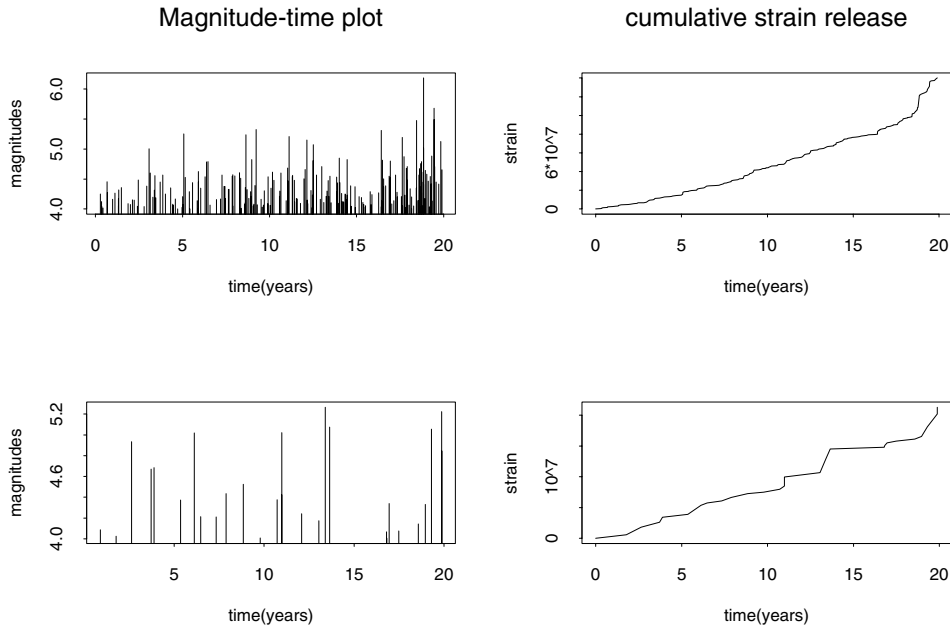 Magnitude-time plot
cumulative strain release
magnitudes
4.0 5.0 6.0
0 5 10 15 20
time(years)
strain
0 6*10^7
0 5 10 15 20
time(years)
magnitudes
4.0 4.6 5.2
5 10 15 20
time(years)
strain
0 10^7
0 5 10 15 20
time(years)